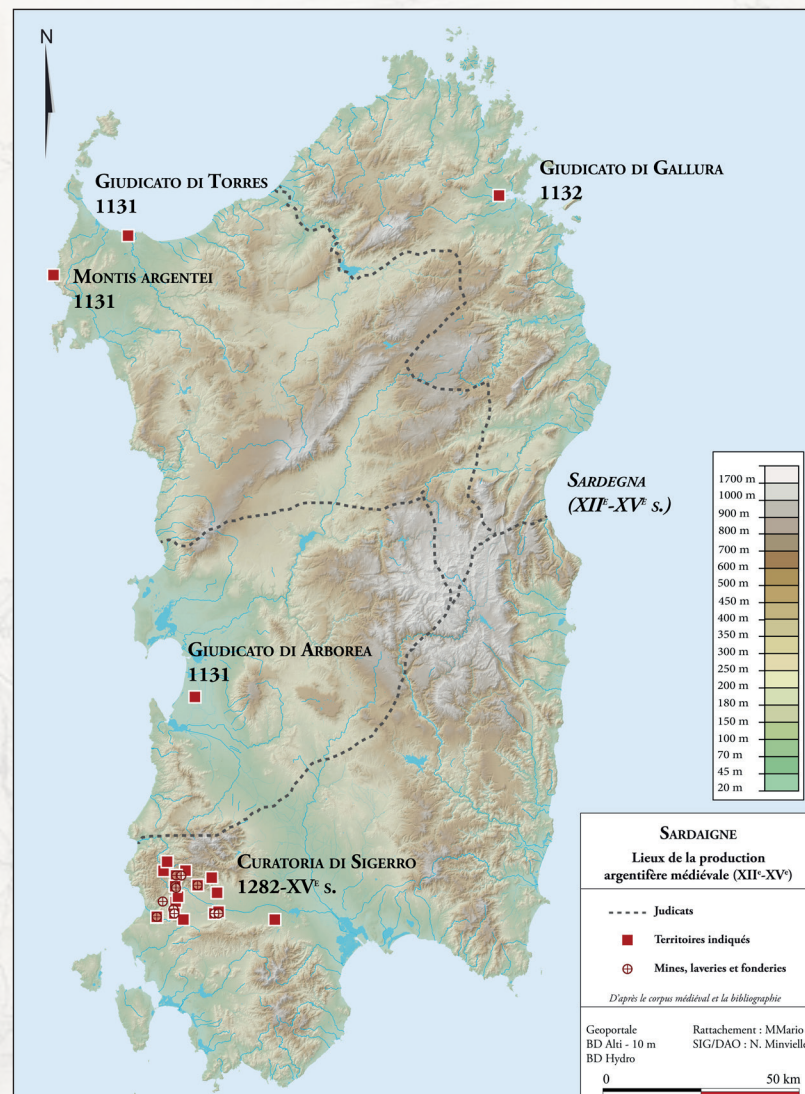 N
GIUDICATO DI TORRES
1131
MONTIS ARGENTEI
1131
GIUDICATO DI GALLURA
1132
SARDEGNA
(XIIE-XVE S.)
GIUDICATO DI ARBOREA
1131
CURATORIA DI SIGERRO
1282-XVE S.
1700 m
1000 m
900 m
800 m
700 m
600 m
500 m
450 m
400 m
350 m
300 m
250 m
200 m
180 m
150 m
100 m
70 m
45 m
20 m
SARDAIGNE
Lieux de la production
argentifère médiévale (XIIe-XVe)
Judicats
Territoires indiqués
Mines, laveries et fonderies
D'après le corpus médiéval et la bibliographie
Geoportale
BD Alti - 10 m
BD Hydro
Rattachement : MMario
SIG/DAO : N. Minvielle
0 50 km